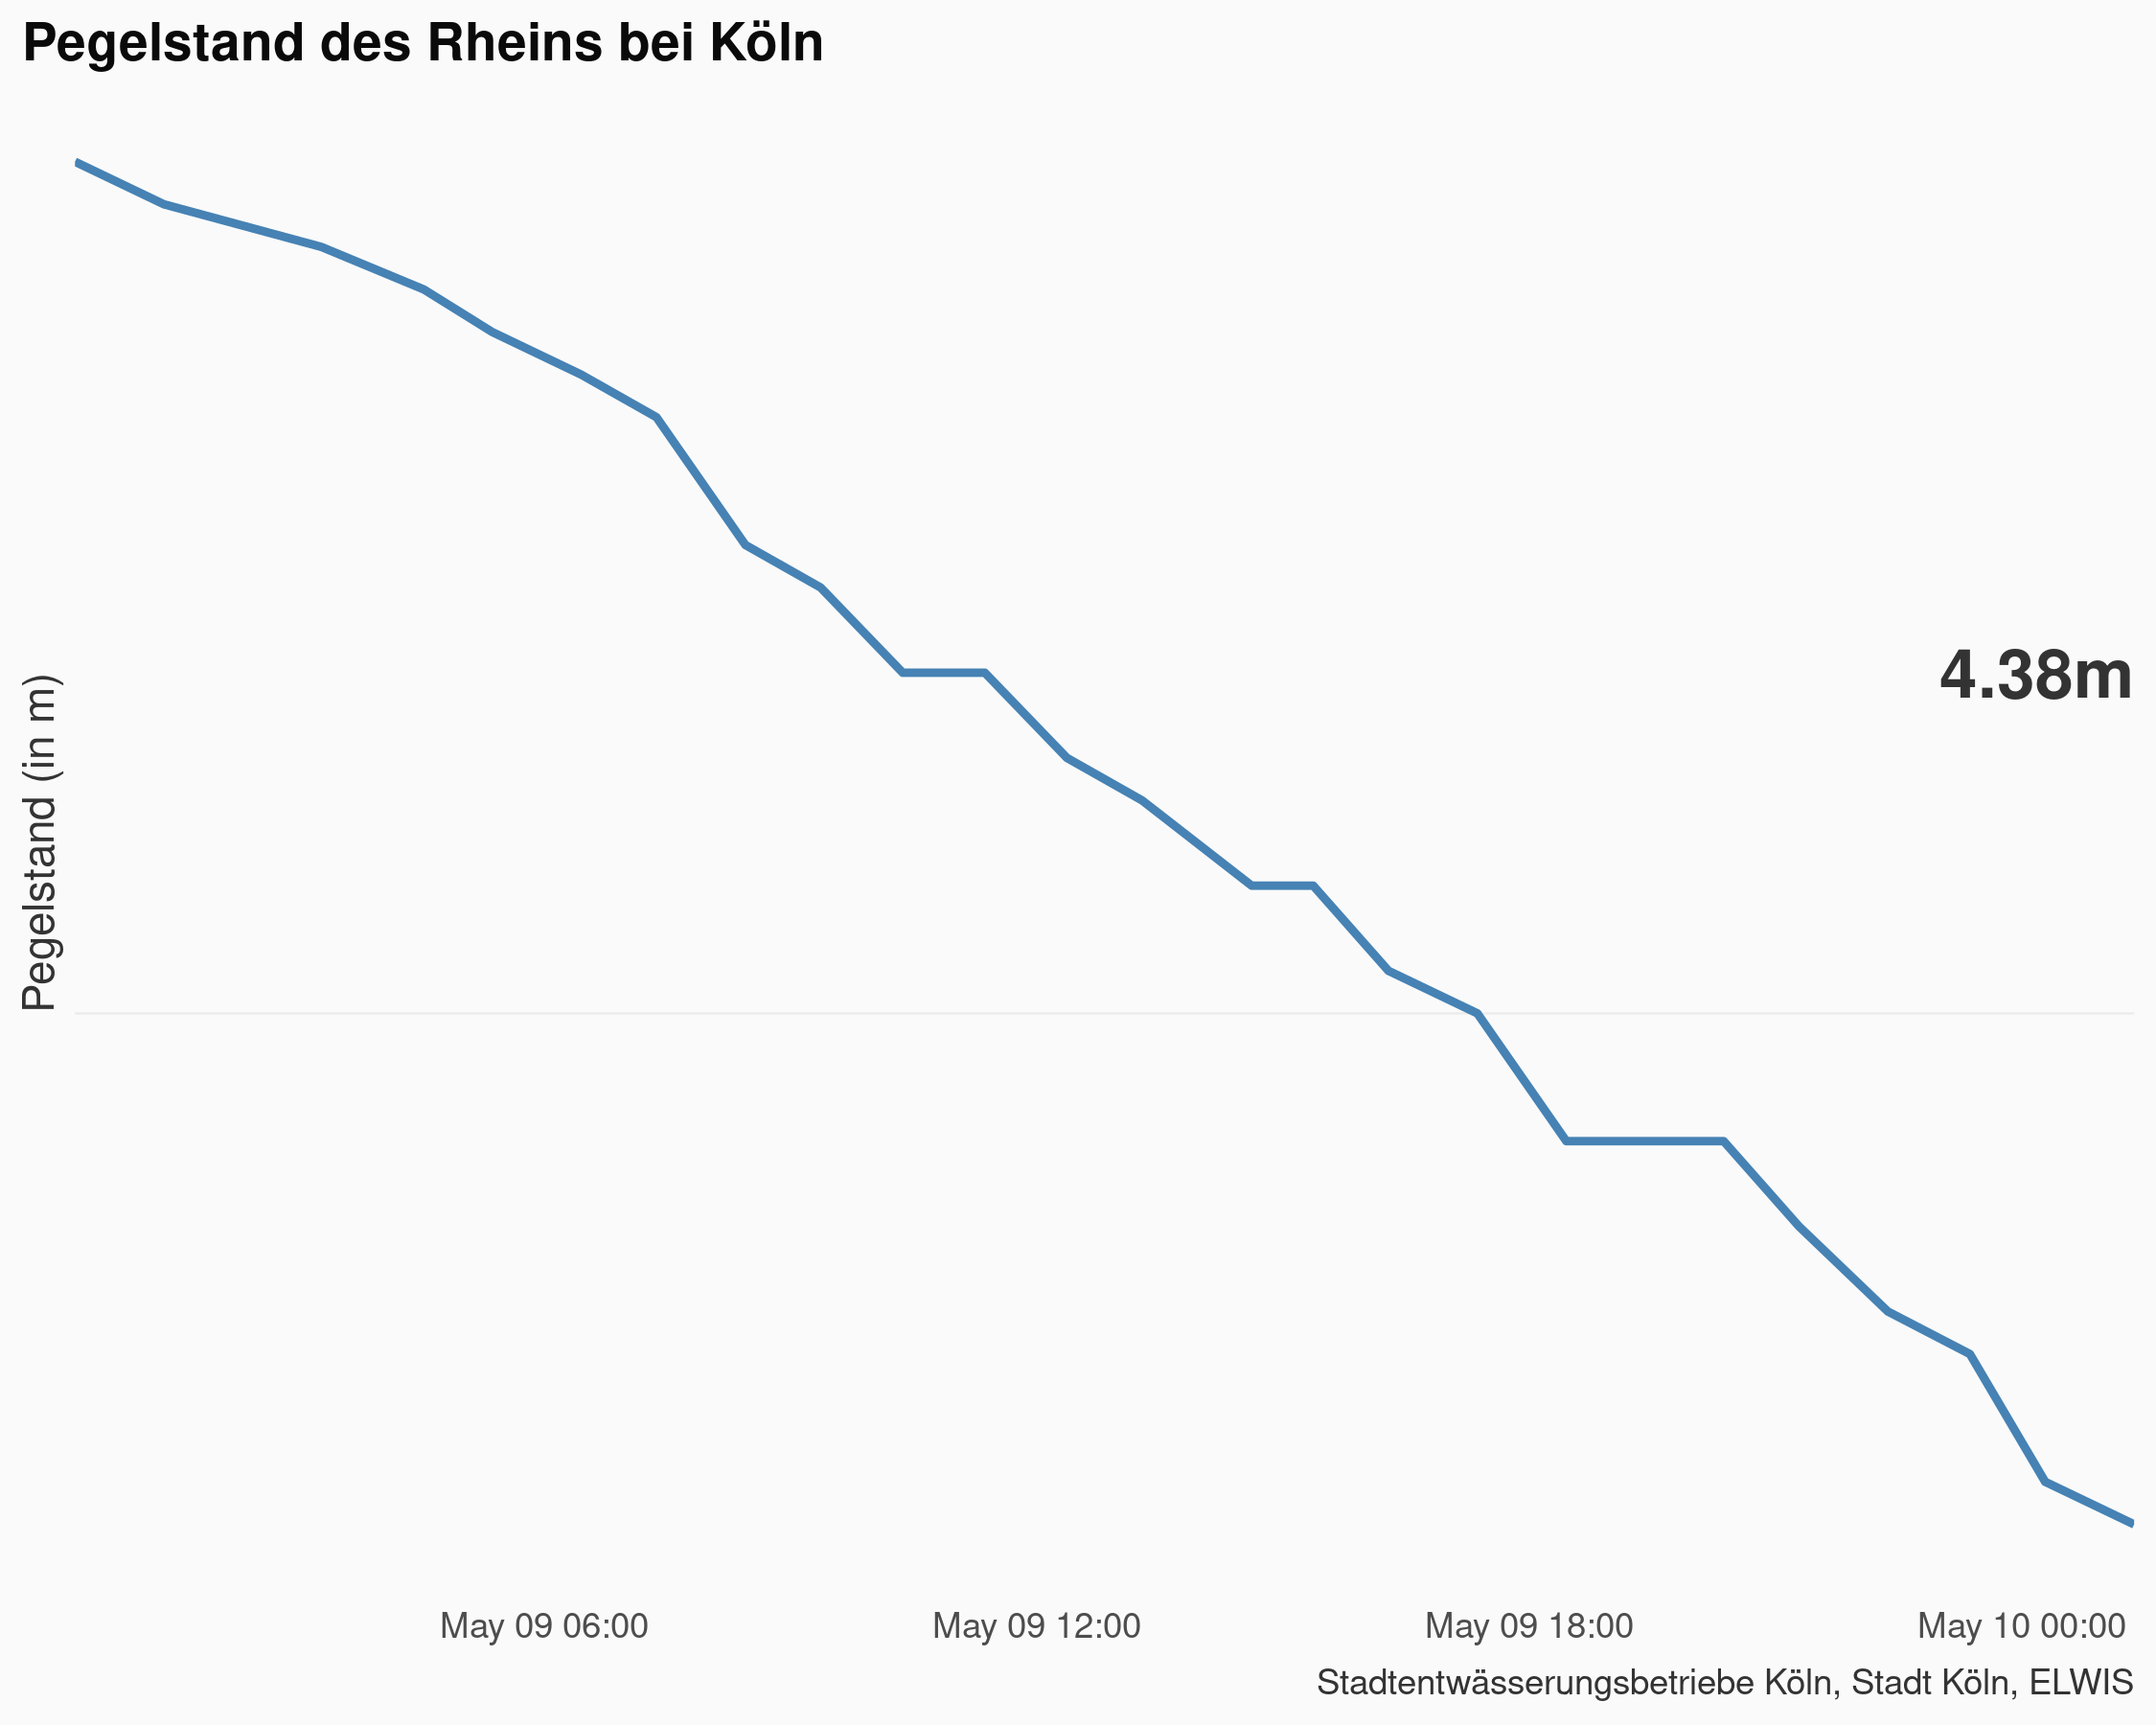 Pegelstand des Rheins bei Köln
Pegelstand (in m)
4.38m
May 09 06:00 May 09 12:00 May 09 18:00 May 10 00:00
Stadtentwässerungsbetriebe Köln, Stadt Köln, ELWIS